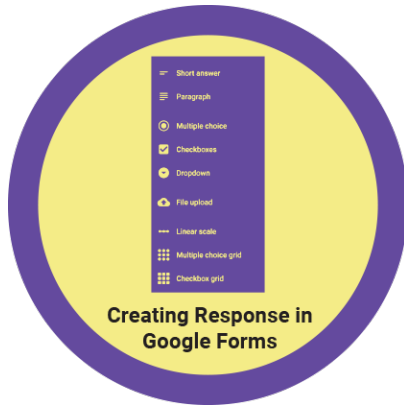 Short answer
Paragraph
Multiple choice
Checkboxes
Dropdown
File upload
Linear scale
Multiple choice grid
Checkbox grid
Creating Response in
Google Forms